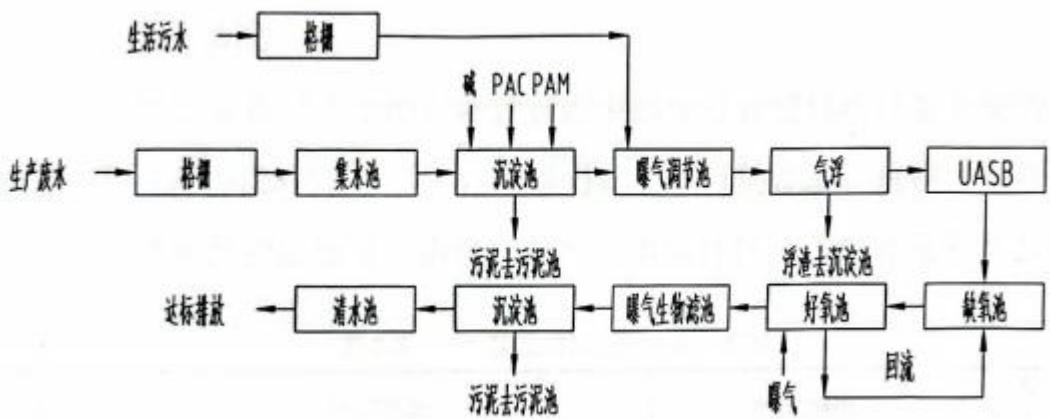 生活污水
格栅
碱 PAC PAM
生产废水
格栅
集水池
沉淀池
曝气调节池
气浮
UASB
污泥去污泥池
浮渣去沉淀池
达标排放
清水池
沉淀池
曝气生物滤池
好氧池
缺氧池
回流
污泥去污泥池
曝气